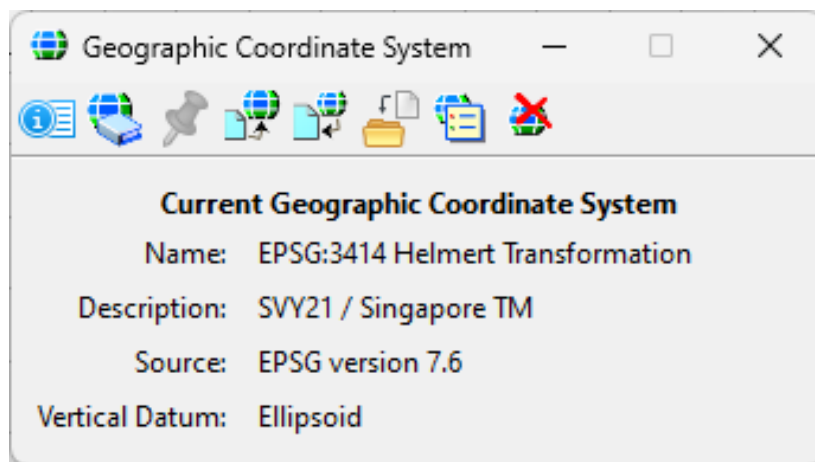 Geographic Coordinate System
Current Geographic Coordinate System
Name: EPSG:3414 Helmert Transformation
Description: SVY21 / Singapore TM
Source: EPSG version 7.6
Vertical Datum: Ellipsoid